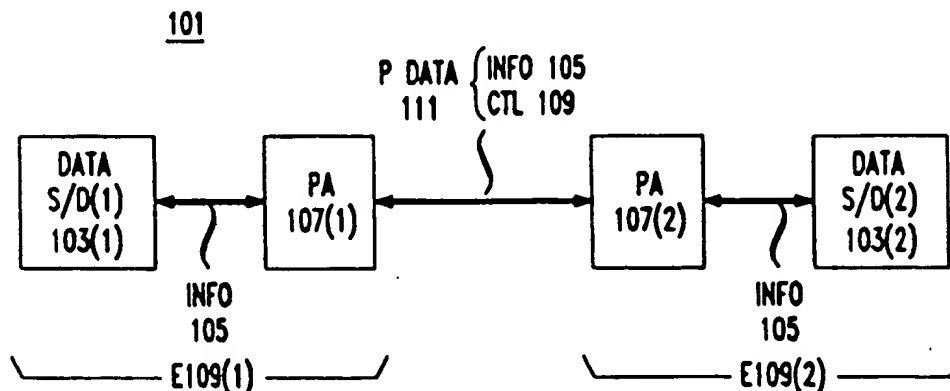 101
P DATA
111
INFO 105
CTL 109
DATA
S/D(1)
103(1)
PA
107(1)
PA
107(2)
DATA
S/D(2)
103(2)
INFO
105
INFO
105
E109(1)
E109(2)